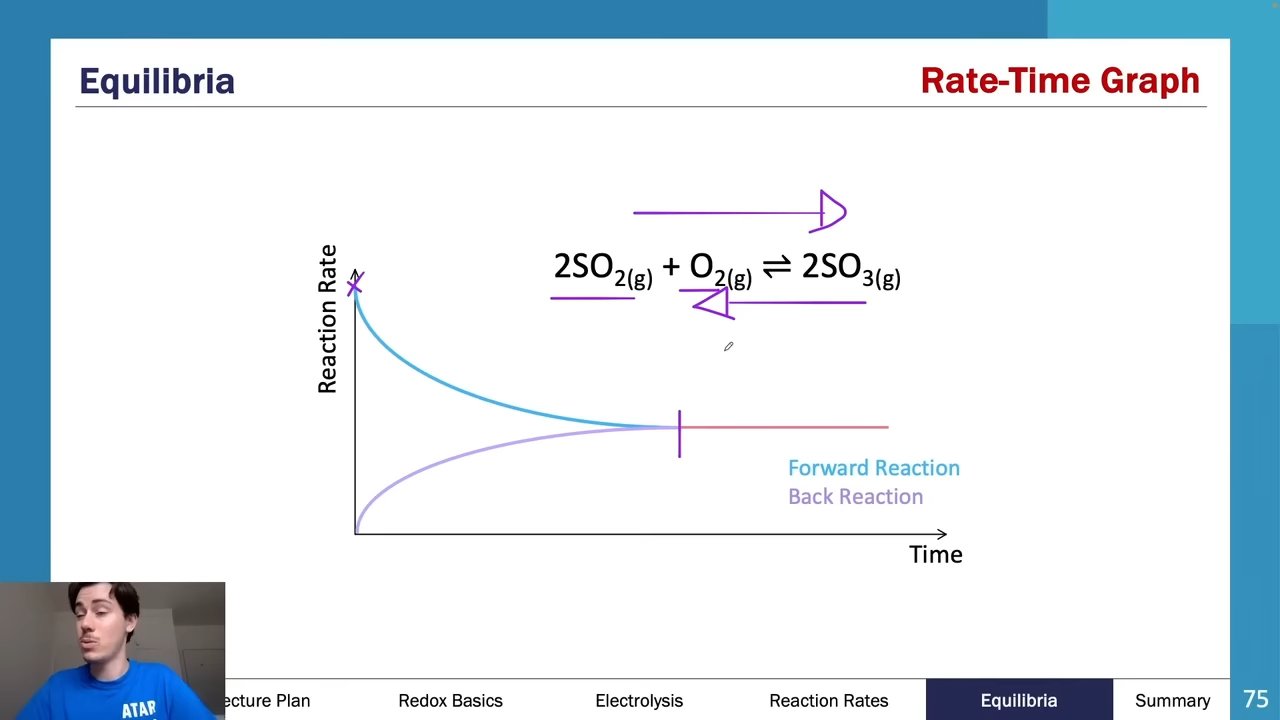 Equilibria
Rate-Time Graph
2SO2(g) + O2(g) ⇌ 2SO3(g)
Reaction Rate
Forward Reaction
Back Reaction
Time
ATAR
Plan
Redox Basics
Electrolysis
Reaction Rates
Equilibria
Summary
75